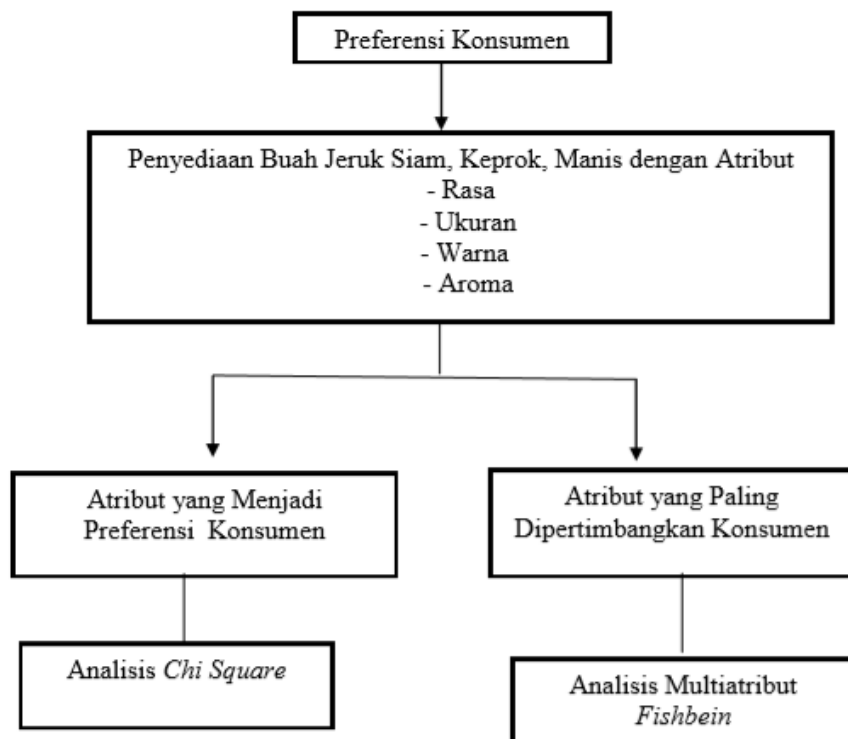 Preferensi Konsumen
Penyediaan Buah Jeruk Siam, Keprok, Manis dengan Atribut
- Rasa
- Ukuran
- Warna
- Aroma
Atribut yang Menjadi
Preferensi Konsumen
Atribut yang Paling
Dipertimbangkan Konsumen
Analisis Chi Square
Analisis Multiatribut
Fishbein